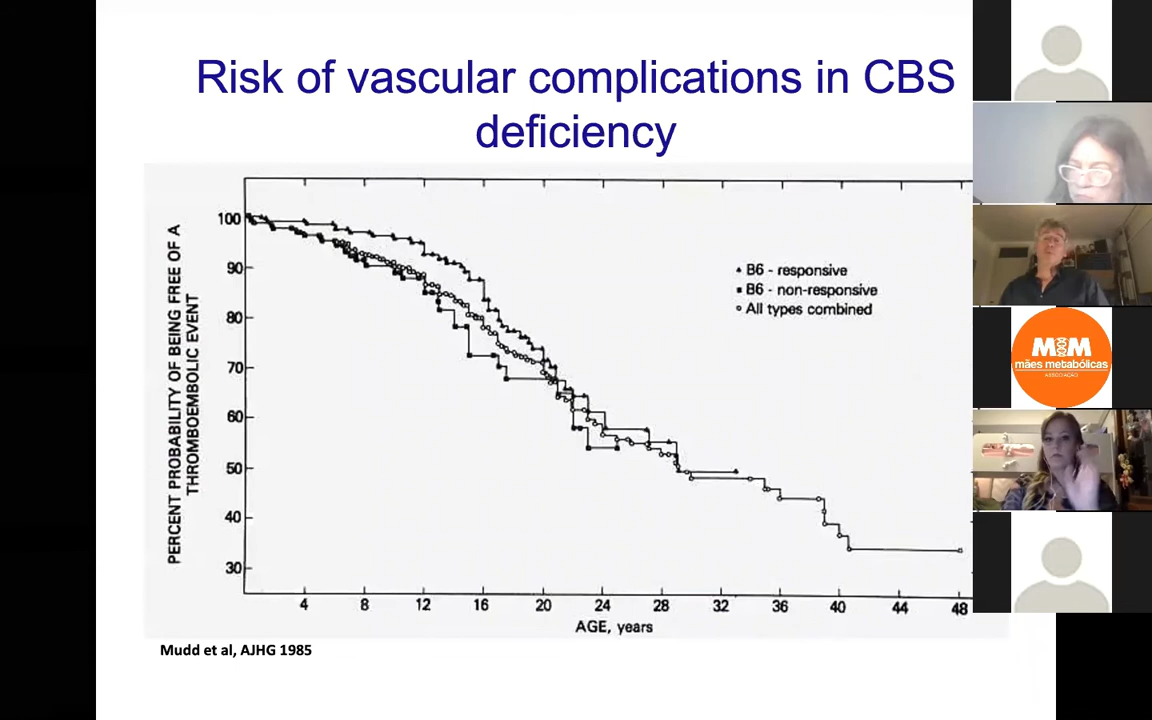 Risk of vascular complications in CBS
deficiency
PERCENT PROBABILITY OF BEING FREE OF A
THROMBOEMBOLIC EVENT
100
90
80
70
60
50
40
30
B6 - responsive
B6 - non-responsive
All types combined
4 8 12 16 20 24 28 32 36 40 44 48
AGE, years
Mudd et al, AJHG 1985
MM
mães metabólicas
ASSOCIAÇÃO